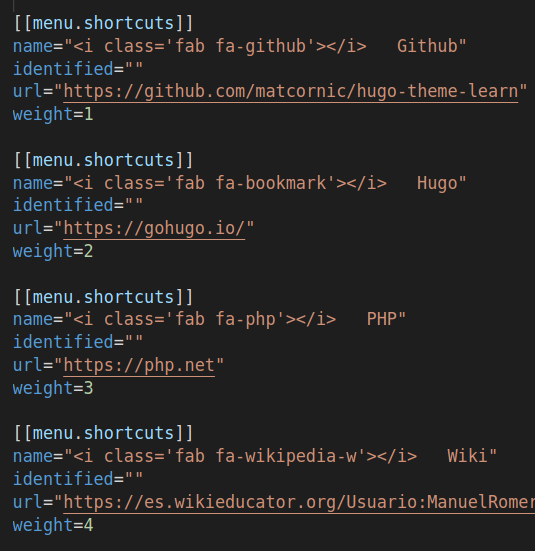 [[menu.shortcuts]]
name="<i class='fab fa-github'></i>   Github"
identified=""
url="https://github.com/matcornic/hugo-theme-learn"
weight=1
[[menu.shortcuts]]
name="<i class='fab fa-bookmark'></i>   Hugo"
identified=""
url="https://gohugo.io/"
weight=2
[[menu.shortcuts]]
name="<i class='fab fa-php'></i>   PHP"
identified=""
url="https://php.net"
weight=3
[[menu.shortcuts]]
name="<i class='fab fa-wikipedia-w'></i>   Wiki"
identified=""
url="https://es.wikieducator.org/Usuario:ManuelRomer
weight=4